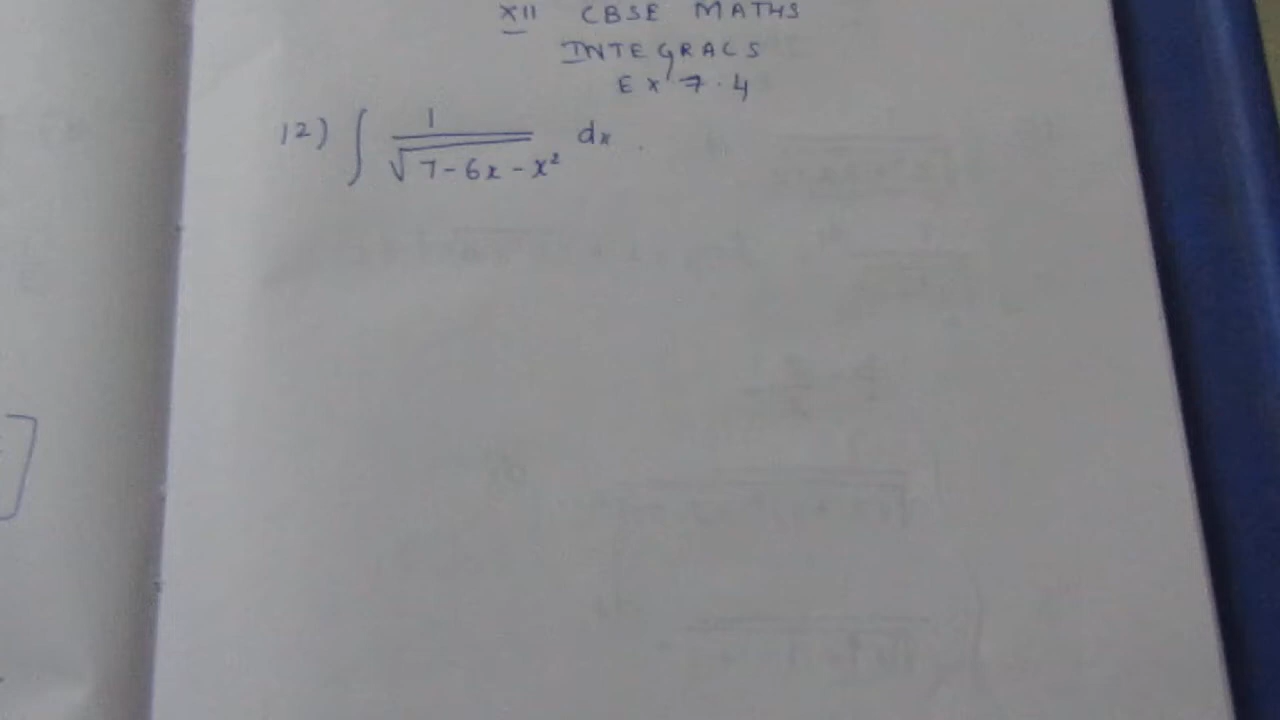 XII CBSE MATHS
INTEGRALS
EX 7.4
12) ∫ 1/√(7-6x-x²) dx.